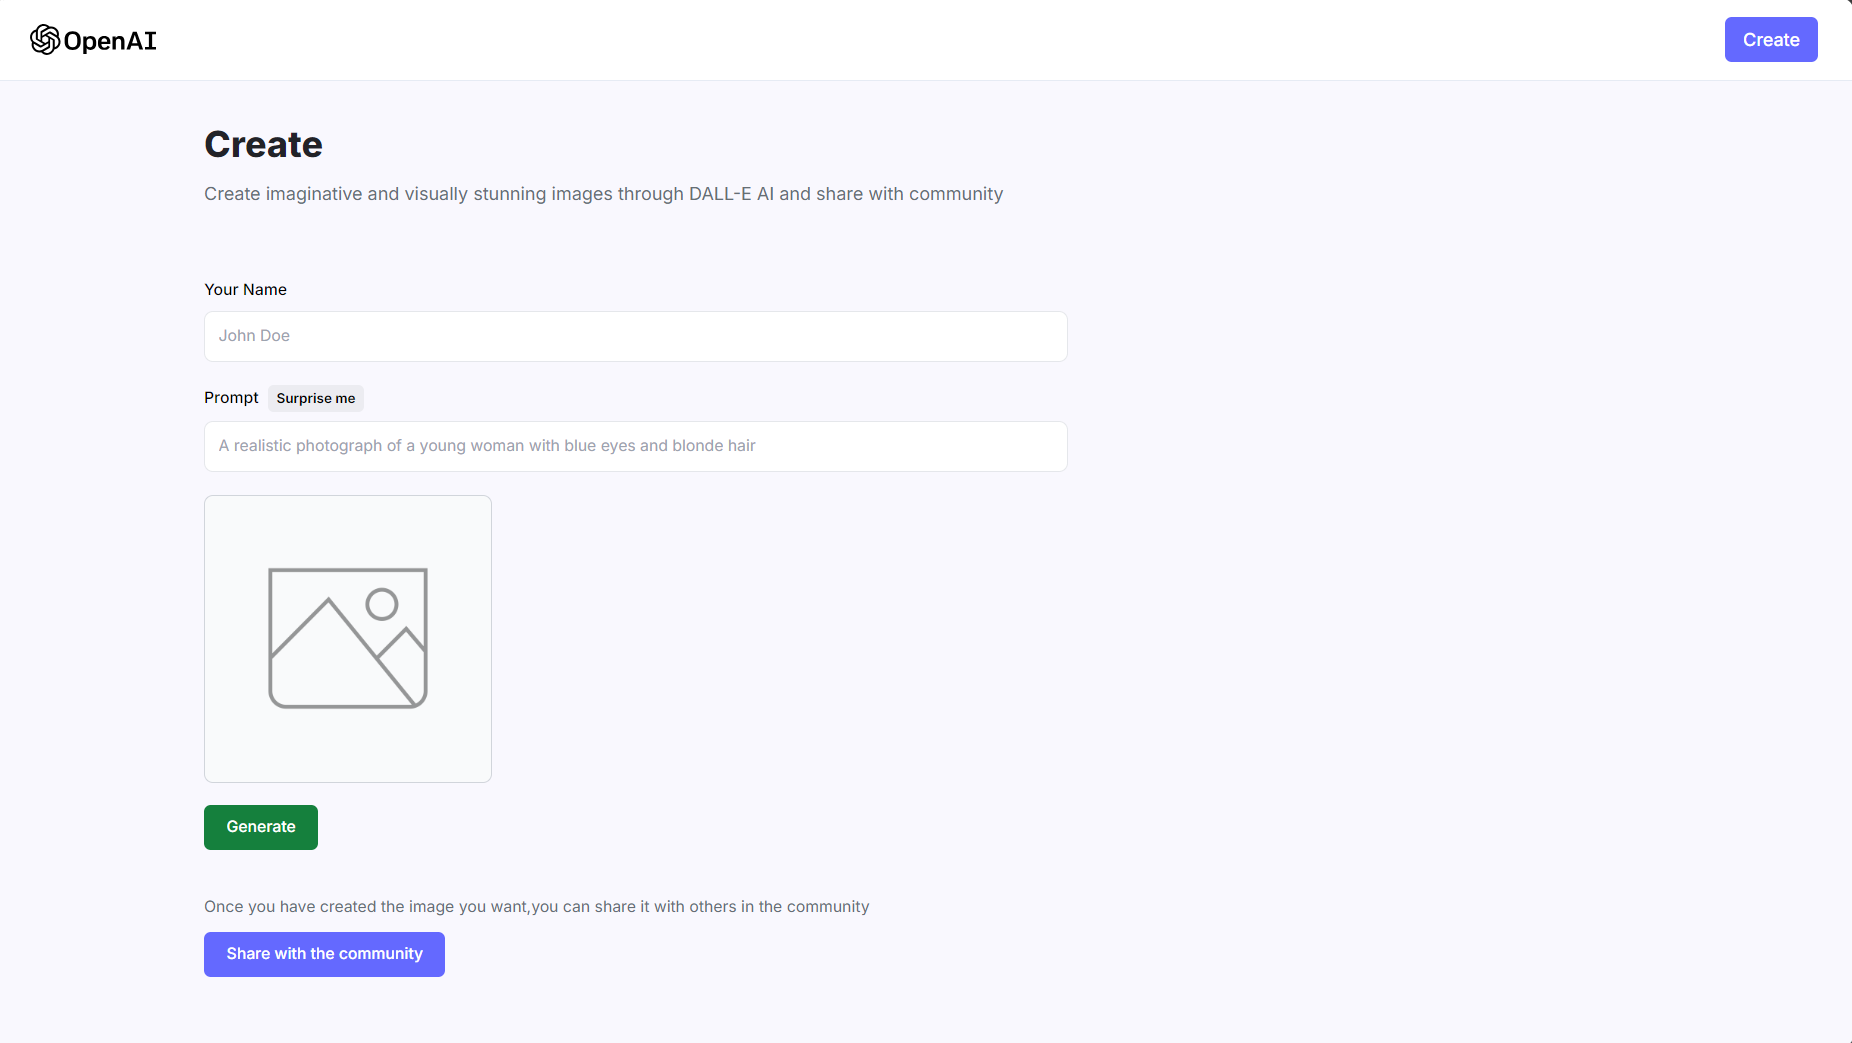 OpenAI
Create
Create
Create imaginative and visually stunning images through DALL-E AI and share with community
Your Name
John Doe
Prompt Surprise me
A realistic photograph of a young woman with blue eyes and blonde hair
Generate
Once you have created the image you want,you can share it with others in the community
Share with the community